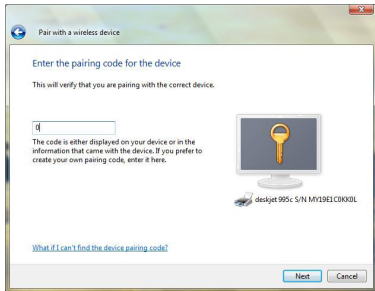 Pair with a wireless device
Enter the pairing code for the device
This will verify that you are pairing with the correct device.
0
The code is either displayed on your device or in the
information that came with the device. If you prefer to
create your own pairing code, enter it here.
deskjet 995c S/N MY19E1C0KK0L
What if I can't find the device pairing code?
Next
Cancel